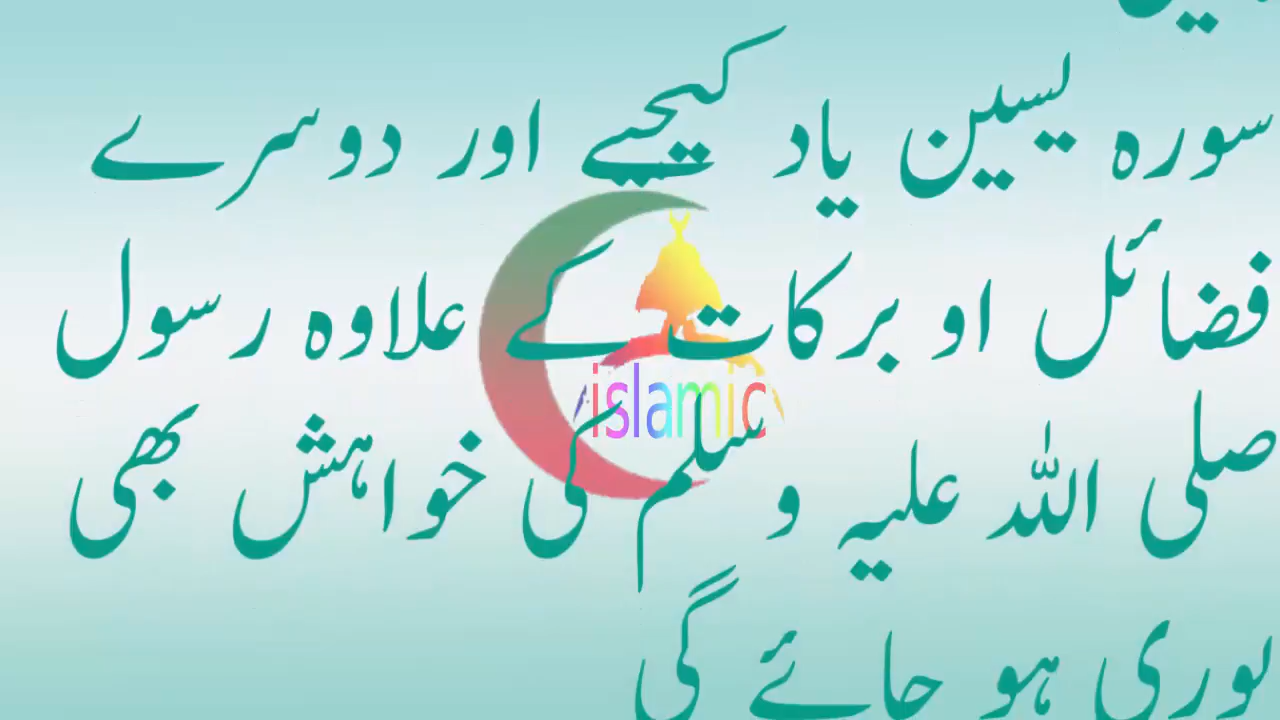 سورہ یسین یاد کیجیے اور دوسرے
فضائل او برکات کے علاوہ رسول
islamic
صلی اللہ علیہ و سلم کی خواہش بھی
پوری ہو جائے گی